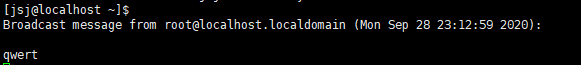 [jsj@localhost ~]$
Broadcast message from root@localhost.localdomain (Mon Sep 28 23:12:59 2020):
qwert